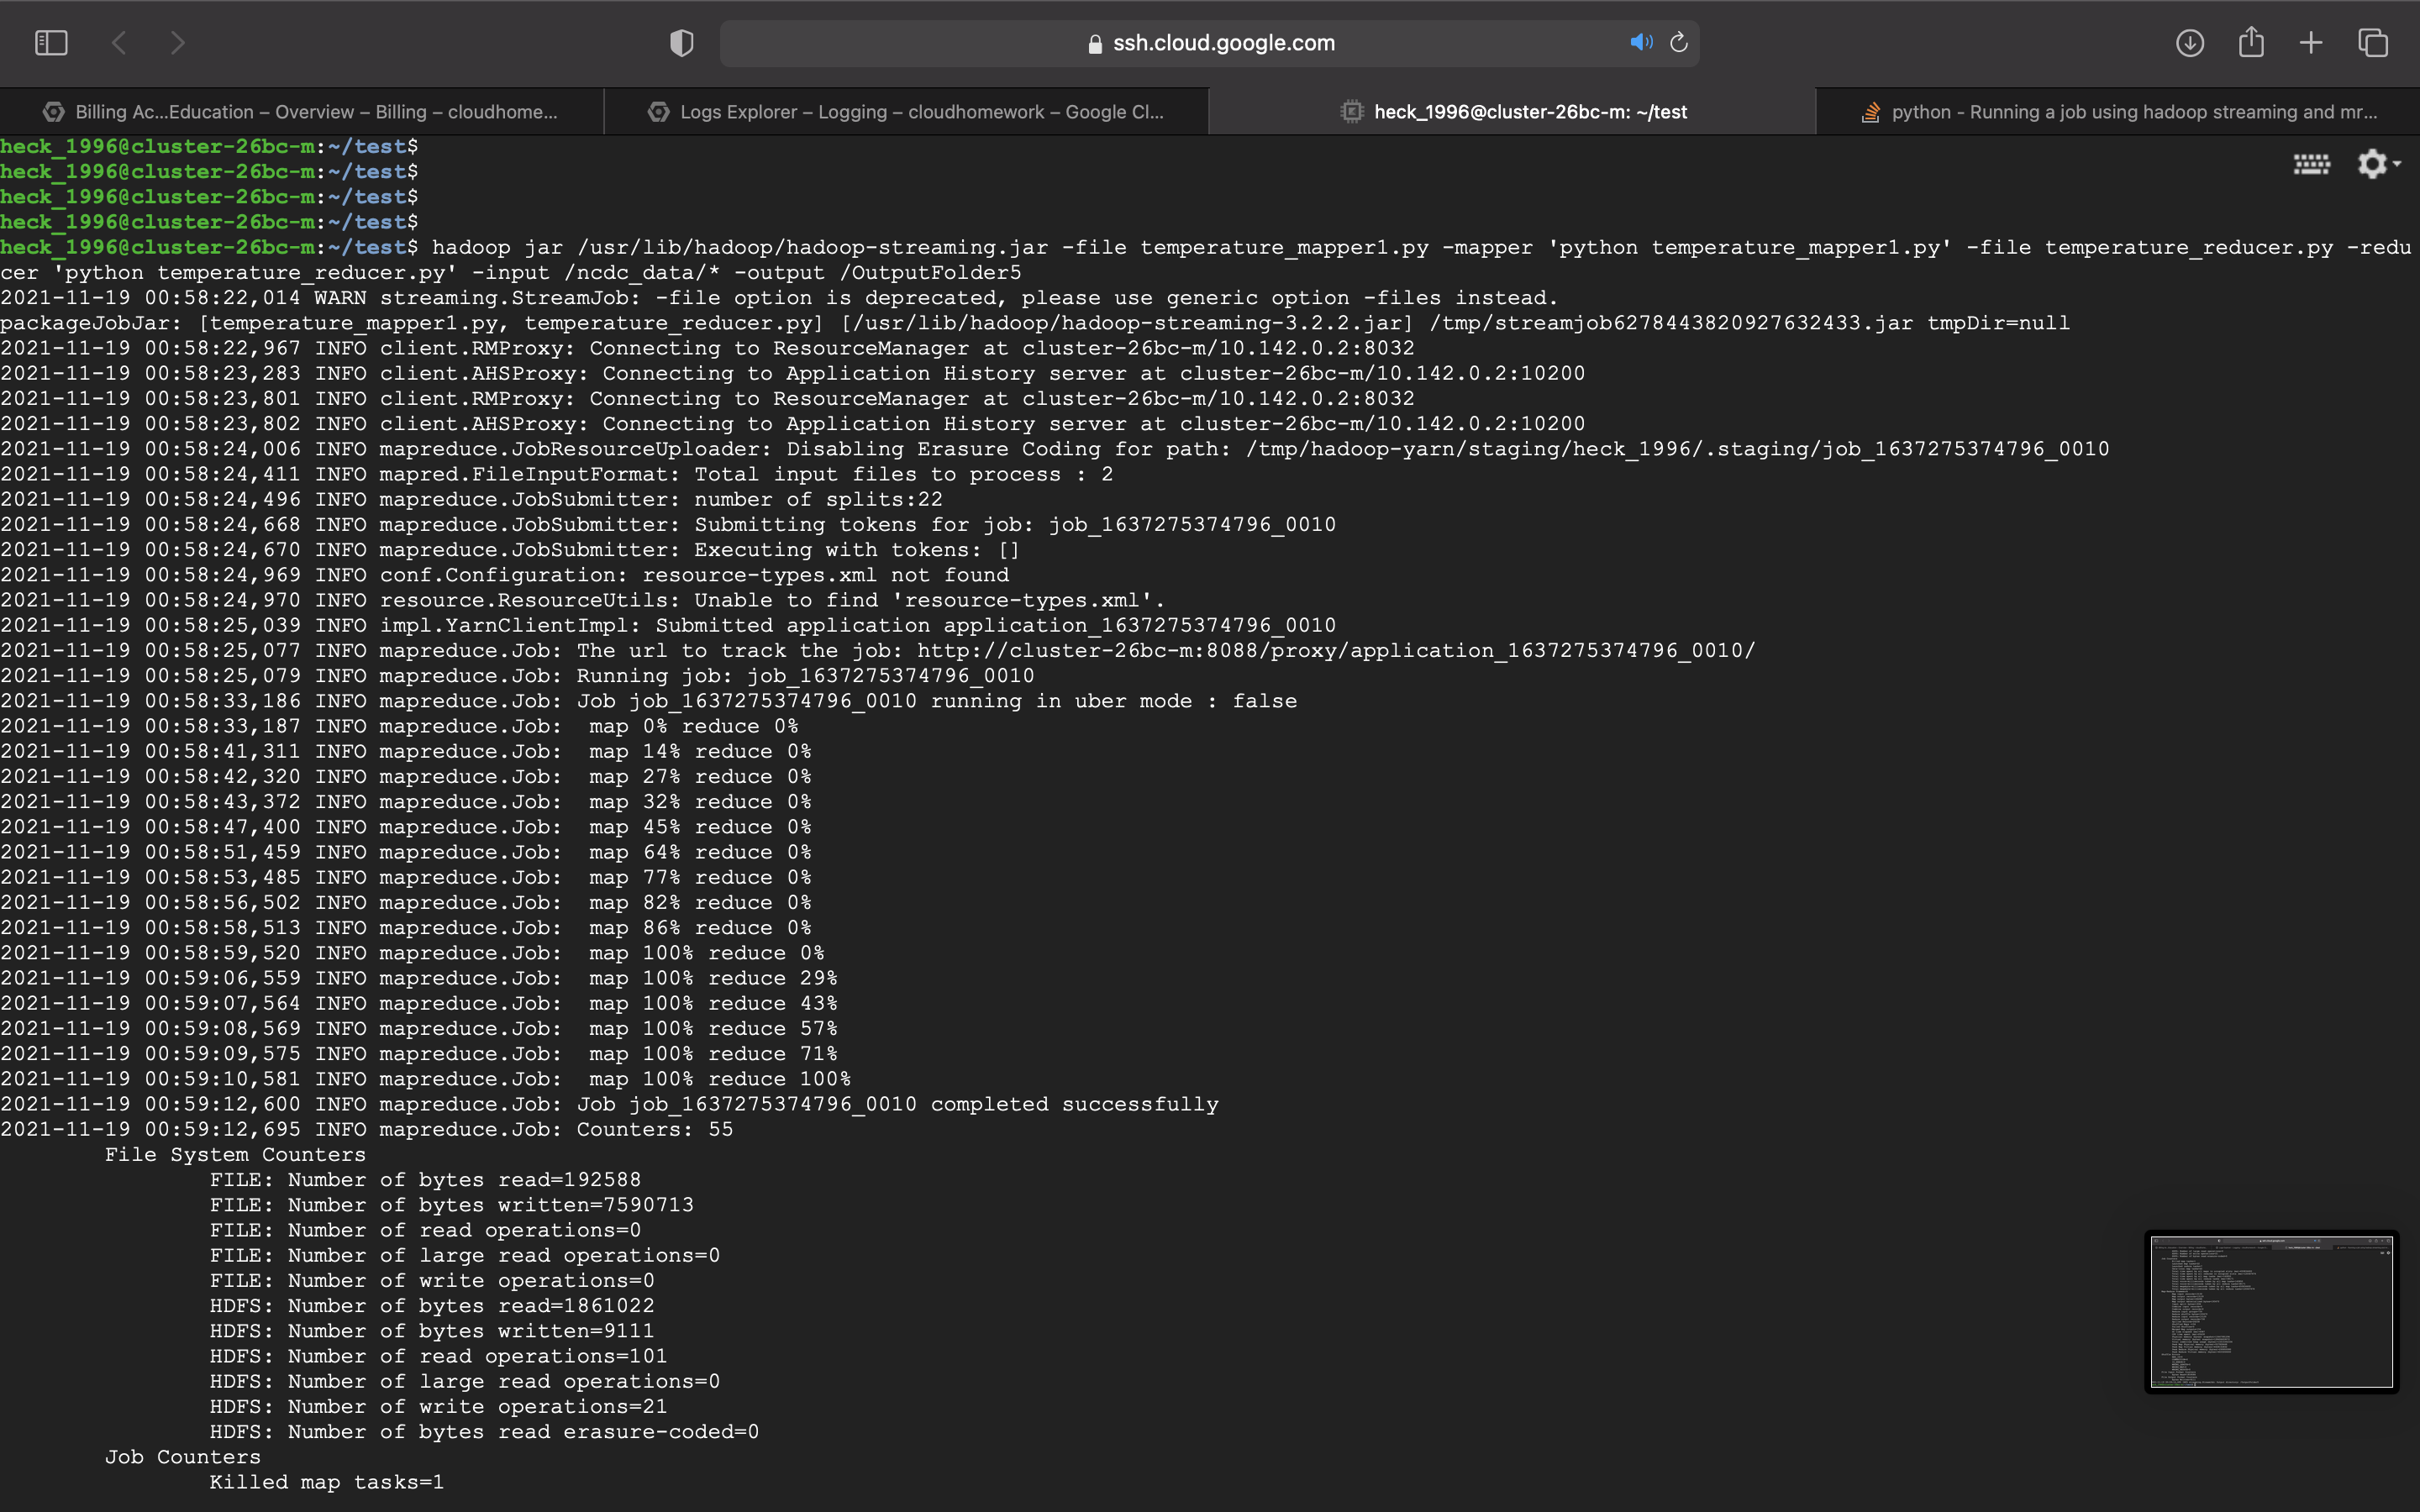 ssh.cloud.google.com
Billing Ac...Education – Overview – Billing – cloudhome...
Logs Explorer – Logging – cloudhomework – Google Cl...
heck_1996@cluster-26bc-m: ~/test
python - Running a job using hadoop streaming and mr...
heck_1996@cluster-26bc-m:~/test$
heck_1996@cluster-26bc-m:~/test$
heck_1996@cluster-26bc-m:~/test$
heck_1996@cluster-26bc-m:~/test$
heck_1996@cluster-26bc-m:~/test$ hadoop jar /usr/lib/hadoop/hadoop-streaming.jar -file temperature_mapper1.py -mapper 'python temperature_mapper1.py' -file temperature_reducer.py -redu
cer 'python temperature_reducer.py' -input /ncdc_data/* -output /OutputFolder5
2021-11-19 00:58:22,014 WARN streaming.StreamJob: -file option is deprecated, please use generic option -files instead.
packageJobJar: [temperature_mapper1.py, temperature_reducer.py] [/usr/lib/hadoop/hadoop-streaming-3.2.2.jar] /tmp/streamjob6278443820927632433.jar tmpDir=null
2021-11-19 00:58:22,967 INFO client.RMProxy: Connecting to ResourceManager at cluster-26bc-m/10.142.0.2:8032
2021-11-19 00:58:23,283 INFO client.AHSProxy: Connecting to Application History server at cluster-26bc-m/10.142.0.2:10200
2021-11-19 00:58:23,801 INFO client.RMProxy: Connecting to ResourceManager at cluster-26bc-m/10.142.0.2:8032
2021-11-19 00:58:23,802 INFO client.AHSProxy: Connecting to Application History server at cluster-26bc-m/10.142.0.2:10200
2021-11-19 00:58:24,006 INFO mapreduce.JobResourceUploader: Disabling Erasure Coding for path: /tmp/hadoop-yarn/staging/heck_1996/.staging/job_1637275374796_0010
2021-11-19 00:58:24,411 INFO mapred.FileInputFormat: Total input files to process : 2
2021-11-19 00:58:24,496 INFO mapreduce.JobSubmitter: number of splits:22
2021-11-19 00:58:24,668 INFO mapreduce.JobSubmitter: Submitting tokens for job: job_1637275374796_0010
2021-11-19 00:58:24,670 INFO mapreduce.JobSubmitter: Executing with tokens: []
2021-11-19 00:58:24,969 INFO conf.Configuration: resource-types.xml not found
2021-11-19 00:58:24,970 INFO resource.ResourceUtils: Unable to find 'resource-types.xml'.
2021-11-19 00:58:25,039 INFO impl.YarnClientImpl: Submitted application application_1637275374796_0010
2021-11-19 00:58:25,077 INFO mapreduce.Job: The url to track the job: http://cluster-26bc-m:8088/proxy/application_1637275374796_0010/
2021-11-19 00:58:25,079 INFO mapreduce.Job: Running job: job_1637275374796_0010
2021-11-19 00:58:33,186 INFO mapreduce.Job: Job job_1637275374796_0010 running in uber mode : false
2021-11-19 00:58:33,187 INFO mapreduce.Job:  map 0% reduce 0%
2021-11-19 00:58:41,311 INFO mapreduce.Job:  map 14% reduce 0%
2021-11-19 00:58:42,320 INFO mapreduce.Job:  map 27% reduce 0%
2021-11-19 00:58:43,372 INFO mapreduce.Job:  map 32% reduce 0%
2021-11-19 00:58:47,400 INFO mapreduce.Job:  map 45% reduce 0%
2021-11-19 00:58:51,459 INFO mapreduce.Job:  map 64% reduce 0%
2021-11-19 00:58:53,485 INFO mapreduce.Job:  map 77% reduce 0%
2021-11-19 00:58:56,502 INFO mapreduce.Job:  map 82% reduce 0%
2021-11-19 00:58:58,513 INFO mapreduce.Job:  map 86% reduce 0%
2021-11-19 00:58:59,520 INFO mapreduce.Job:  map 100% reduce 0%
2021-11-19 00:59:06,559 INFO mapreduce.Job:  map 100% reduce 29%
2021-11-19 00:59:07,564 INFO mapreduce.Job:  map 100% reduce 43%
2021-11-19 00:59:08,569 INFO mapreduce.Job:  map 100% reduce 57%
2021-11-19 00:59:09,575 INFO mapreduce.Job:  map 100% reduce 71%
2021-11-19 00:59:10,581 INFO mapreduce.Job:  map 100% reduce 100%
2021-11-19 00:59:12,600 INFO mapreduce.Job: Job job_1637275374796_0010 completed successfully
2021-11-19 00:59:12,695 INFO mapreduce.Job: Counters: 55
File System Counters
FILE: Number of bytes read=192588
FILE: Number of bytes written=7590713
FILE: Number of read operations=0
FILE: Number of large read operations=0
FILE: Number of write operations=0
HDFS: Number of bytes read=1861022
HDFS: Number of bytes written=9111
HDFS: Number of read operations=101
HDFS: Number of large read operations=0
HDFS: Number of write operations=21
HDFS: Number of bytes read erasure-coded=0
Job Counters
Killed map tasks=1